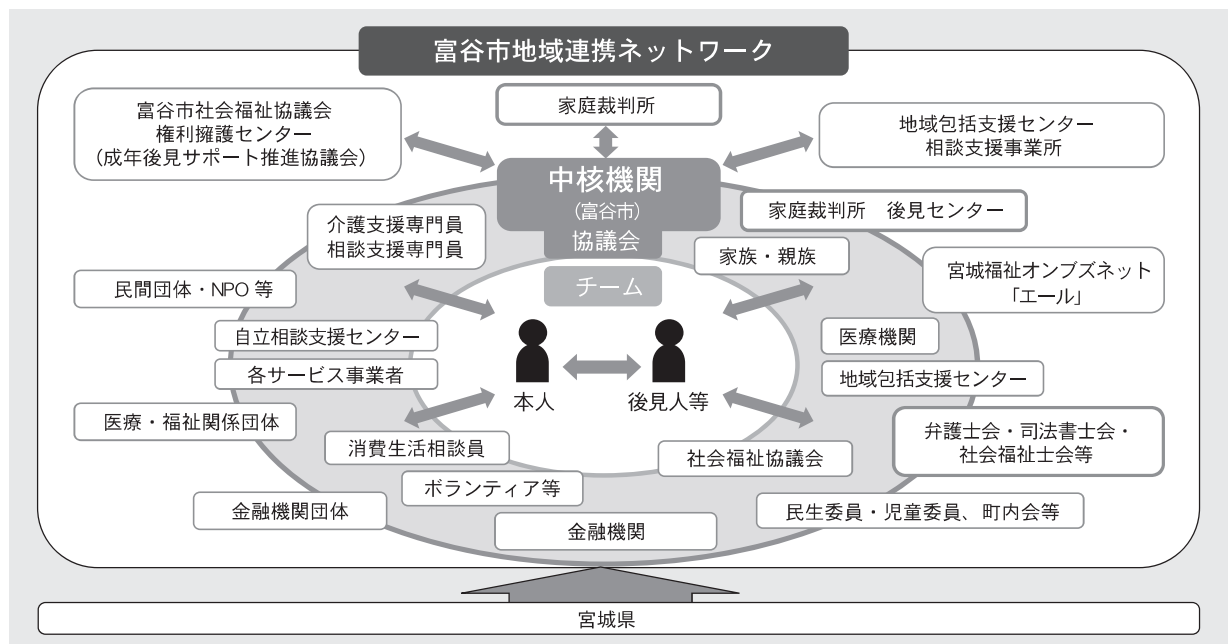 富谷市地域連携ネットワーク
富谷市社会福祉協議会
権利擁護センター
(成年後見サポート推進協議会)
家庭裁判所
地域包括支援センター
相談支援事業所
中核機関
(富谷市)
協議会
家庭裁判所　後見センター
介護支援専門員
相談支援専門員
家族・親族
宮城福祉オンブズネット
「エール」
チーム
民間団体・NPO 等
自立相談支援センター
医療機関
各サービス事業者
地域包括支援センター
本人
後見人等
医療・福祉関係団体
弁護士会・司法書士会・
社会福祉士会等
消費生活相談員
社会福祉協議会
ボランティア等
金融機関団体
民生委員・児童委員、町内会等
金融機関
宮城県